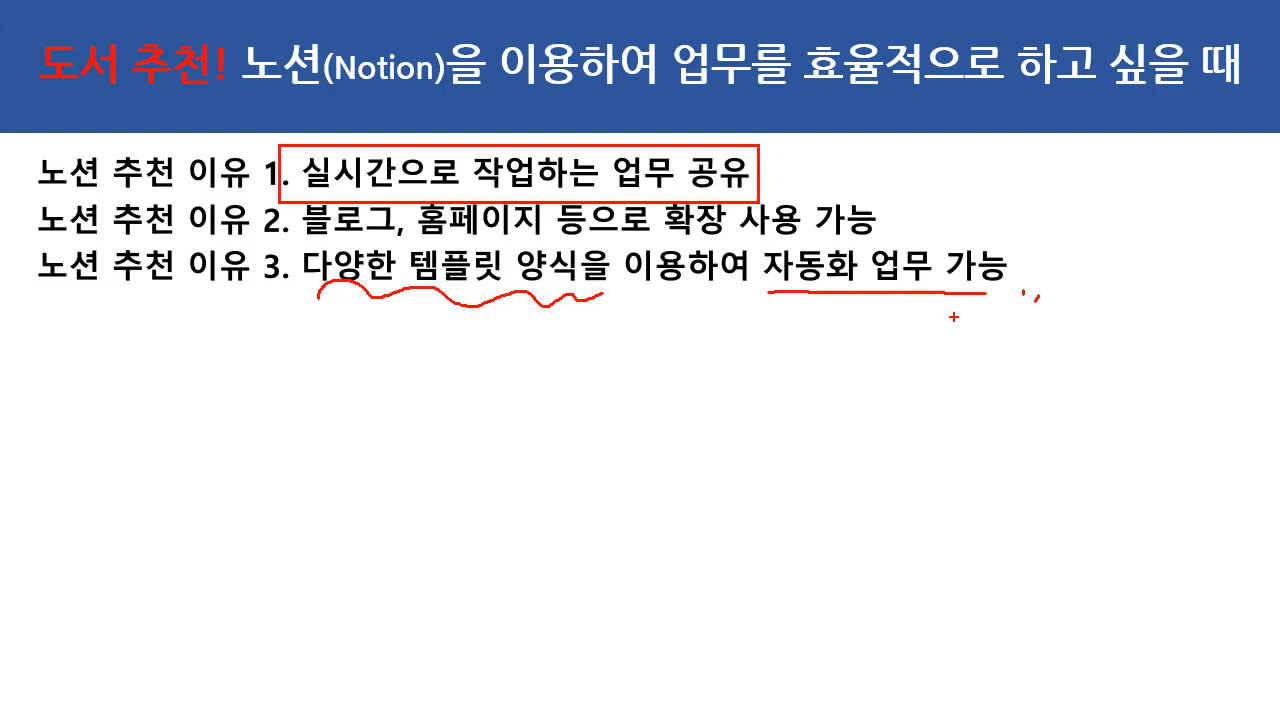 도서 추천! 노션(Notion)을 이용하여 업무를 효율적으로 하고 싶을 때
노션 추천 이유 1. 실시간으로 작업하는 업무 공유
노션 추천 이유 2. 블로그, 홈페이지 등으로 확장 사용 가능
노션 추천 이유 3. 다양한 템플릿 양식을 이용하여 자동화 업무 가능